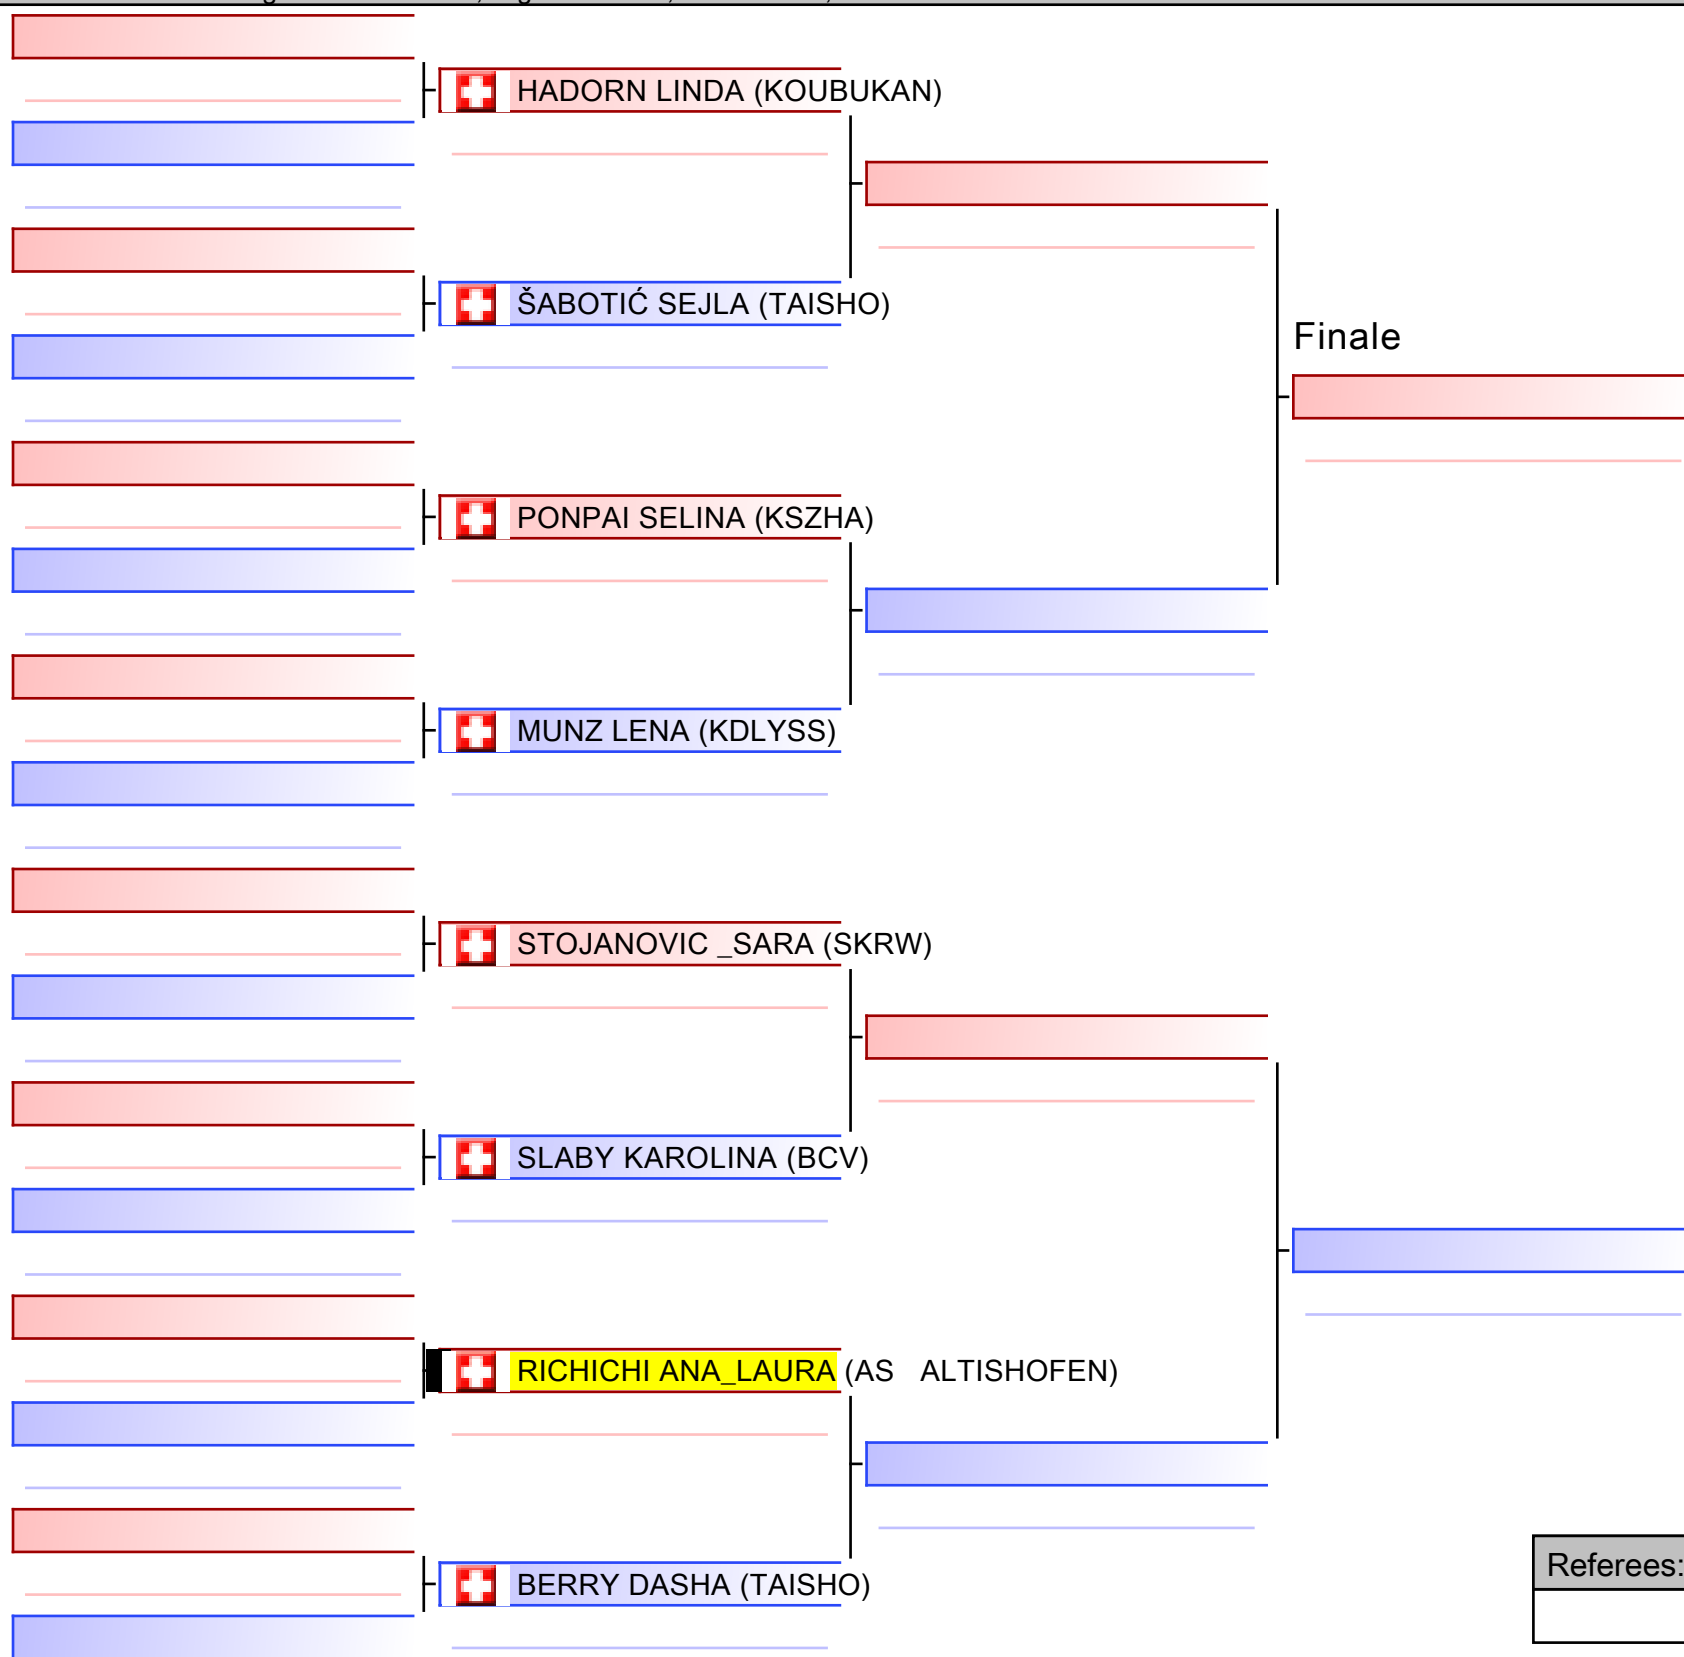 HADORN LINDA (KOUBUKAN)
ŠABOTIĆ SEJLA (TAISHO)
Finale
PONPAI SELINA (KSZHA)
MUNZ LENA (KDLYSS)
STOJANOVIC _SARA (SKRW)
SLABY KAROLINA (BCV)
RICHICHI ANA_LAURA (AS ALTISHOFEN)
BERRY DASHA (TAISHO)
Referees: